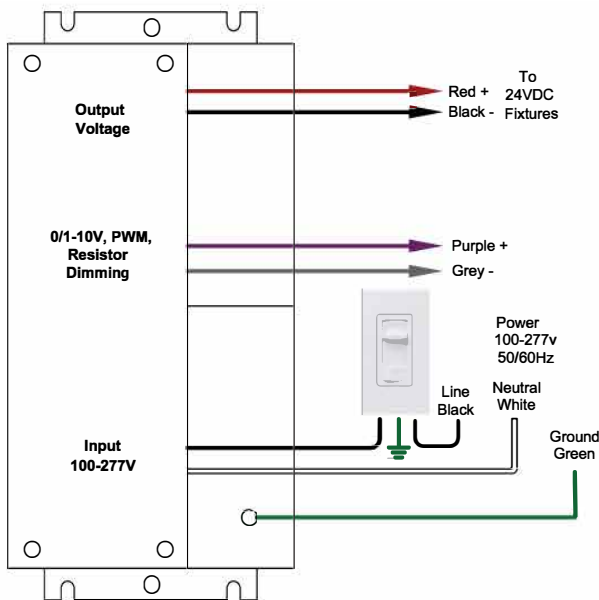 Output
Voltage
Red +
Black -
To
24VDC
Fixtures
0/1-10V, PWM,
Resistor
Dimming
Purple +
Grey -
Power
100-277v
50/60Hz
Line
Black
Neutral
White
Input
100-277V
Ground
Green